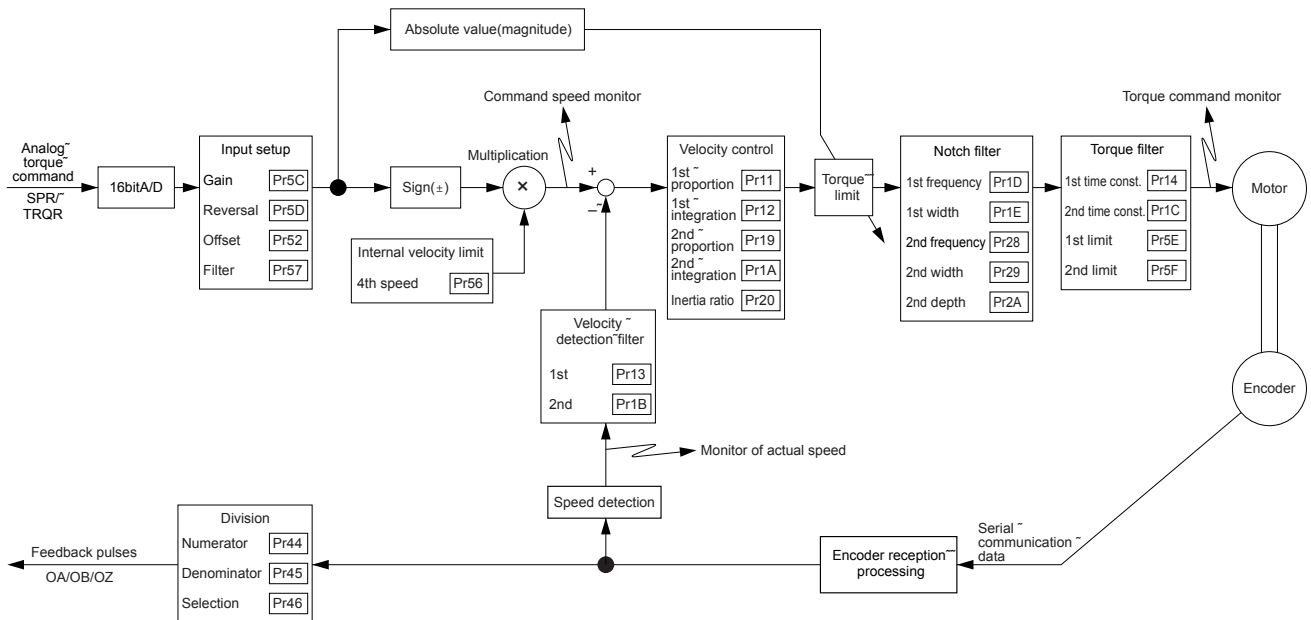 Absolute value(magnitude)
Command speed monitor
Torque command monitor
Analog˜
torque˜
command
SPR/˜
TRQR
16bitA/D
Input setup
Gain Pr5C
Reversal Pr5D
Offset Pr52
Filter Pr57
Sign(±)
Multiplication
×
Internal velocity limit
4th speed Pr56
+
−˜
Velocity control
1st ˜
proportion Pr11
1st ˜
integration Pr12
2nd ˜
proportion Pr19
2nd ˜
integration Pr1A
Inertia ratio Pr20
Torque˜˜
limit
Notch filter
1st frequency Pr1D
1st width Pr1E
2nd frequency Pr28
2nd width Pr29
2nd depth Pr2A
Torque filter
1st time const. Pr14
2nd time const. Pr1C
1st limit Pr5E
2nd limit Pr5F
Motor
Encoder
Velocity ˜
detection˜filter
1st Pr13
2nd Pr1B
Monitor of actual speed
Speed detection
Division
Numerator Pr44
Denominator Pr45
Selection Pr46
Feedback pulses
OA/OB/OZ
Encoder reception˜˜
processing
Serial ˜
communication ˜
data